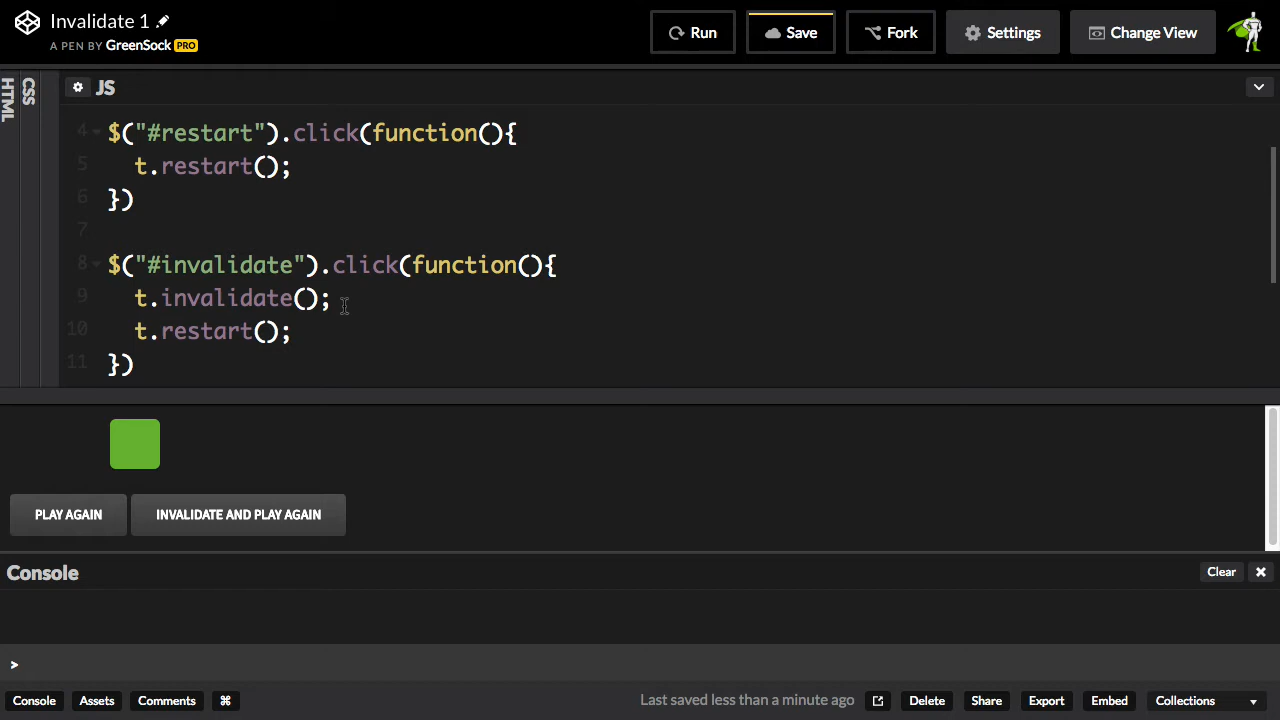 Invalidate 1
A PEN BY GreenSock PRO
Run
Save
Fork
Settings
Change View
HTML
CSS
JS
4 $("#restart").click(function(){
5 t.restart();
6 })
7
8 $("#invalidate").click(function(){
9 t.invalidate();
10 t.restart();
11 })
PLAY AGAIN
INVALIDATE AND PLAY AGAIN
Console
Clear
>
Console
Assets
Comments
⌘
Last saved less than a minute ago
Delete
Share
Export
Embed
Collections